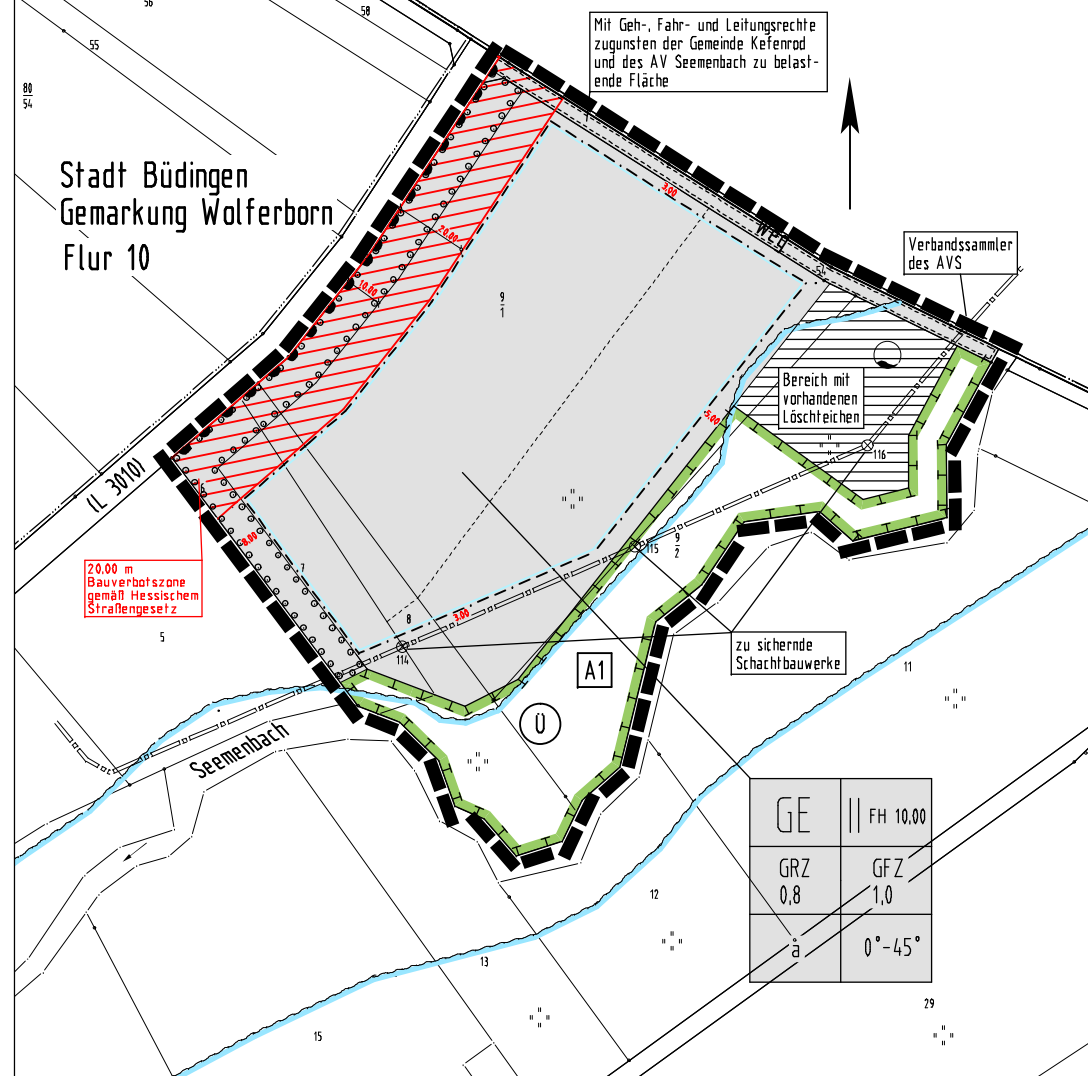 56
58
55
80
54
Mit Geh-, Fahr- und Leitungsrechte
zugunsten der Gemeinde Kefenrod
und des AV Seemenbach zu belast-
ende Fläche
Stadt Büdingen
Gemarkung Wolferborn
Flur 10
3,00
Weg
54
Verbandssammler
des AVS
20,00
10,00
9
1
Bereich mit
vorhandenen
Löschteichen
5,00
116
(L 3010)
6
8,00
7
115
9
2
20,00 m
Bauverbotszone
gemäß Hessischem
Straßengesetz
5
8
3,00
114
zu sichernde
Schachtbauwerke
A1
11
Ü
Seemenbach
GE
II FH 10,00
GRZ
0,8
GFZ
1,0
a
0°-45°
12
13
15
29